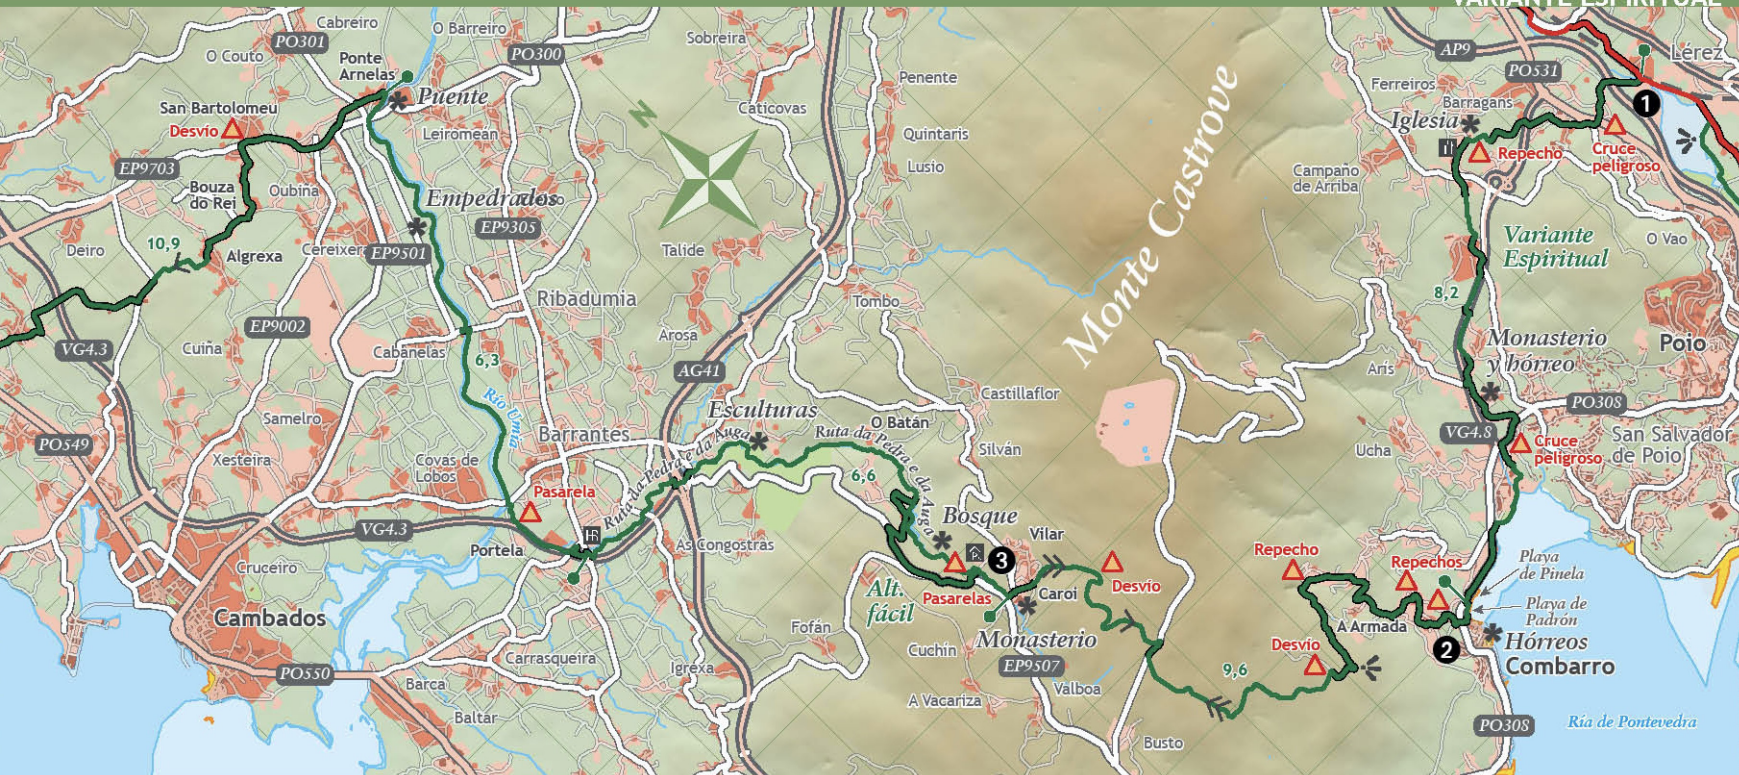 VARIANTE ESPIRITUAL
Cabreiro
O Barreiro
PO301
PO300
Sobreira
AP9
Lérez
O Couto
Ponte
Arnelas
Penente
PO531
Ferreiros
Puente
San Bartolomeu
Caticovas
Barragans
1
Desvío
Leiromean
Quintaris
Iglesia
N
Repecho
Cruce
peligroso
EP9703
Lusio
Campaño
de Arriba
Bouza
do Rei
Oubina
Empedrados
EP9305
Monte Castrove
Variante
Espiritual
O Vao
Deiro
10,9
Algrexa
Cereixera
EP9501
Talide
8,2
Ribadumia
Tombo
EP9002
Arosa
Monasterio
y hórreo
Poio
VG4.3
Cuiña
Cabanelas
6,3
AG41
Arís
Castillaflor
PO308
Río Umia
Samelro
Esculturas
O Batán
Barrantes
Ruta da Pedra e da Auga
Ruta da Pedra e da Auga
VG4.8
San Salvador
de Poio
Cruce
peligroso
PO549
Xesteira
Covas de
Lobos
Silván
Ucha
6,6
Pasarela
Bosque
VG4.3
Portela
As Congostras
Vilar
Repecho
Repechos
Playa
de Pinela
3
Cruceiro
Alt.
fácil
Pasarelas
Caroi
Desvío
Playa de
Padrón
Cambados
Fofán
Monasterio
A Armada
2
Hórreos
Combarro
Carrasqueira
Igrexa
Cuchin
EP9507
Desvío
9,6
PO550
Barca
Valboa
A Vacariza
Baltar
Busto
PO308
Ría de Pontevedra